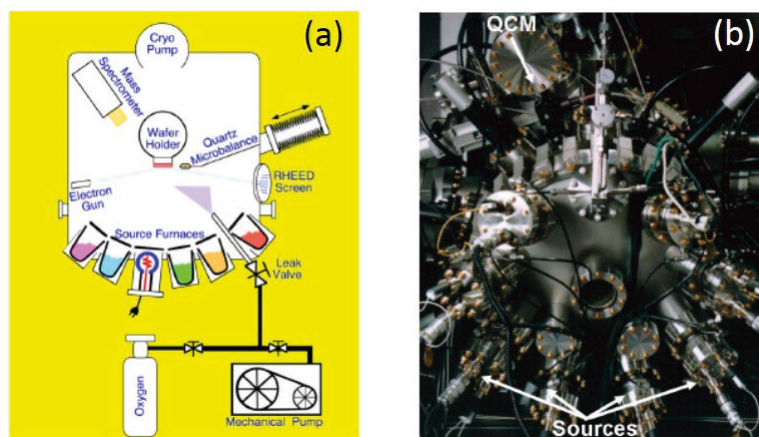 (a)
Cryo
Pump
Mass
Spectrometer
Wafer
Holder
Quartz
Microbalance
RHEED
Screen
Electron
Gun
Source Furnaces
Leak
Valve
Oxygen
Mechanical Pump
(b)
QCM
Sources